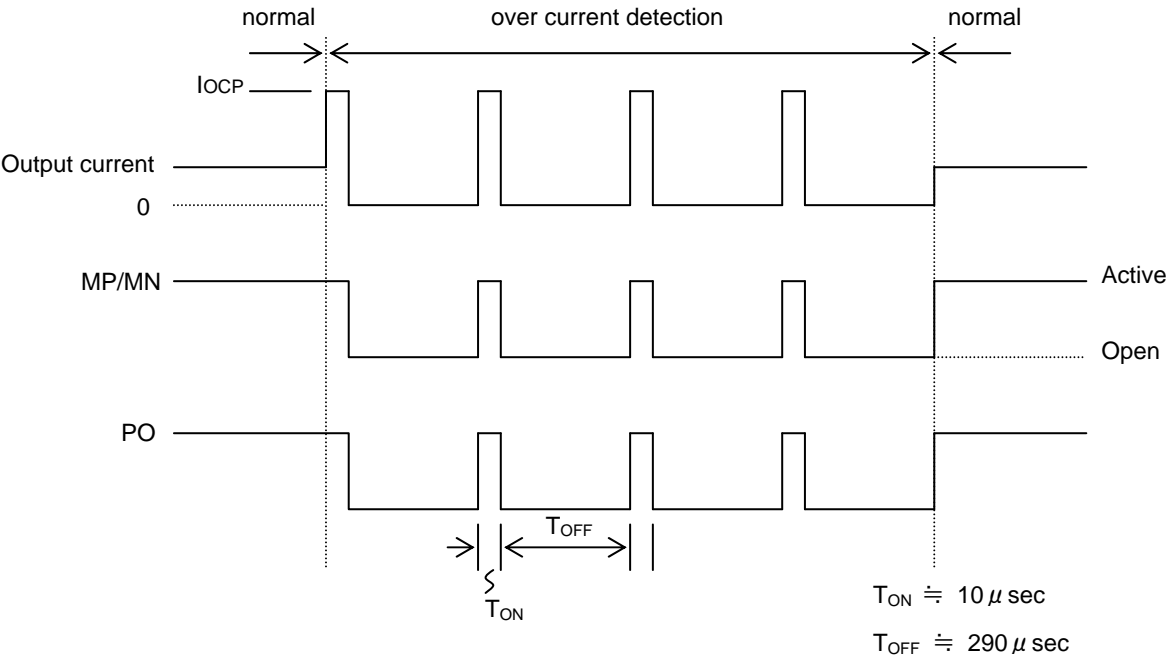 normal over current detection normal
IOCP
Output current
0
MP/MN
Active
Open
PO
TOFF
TON
TON ≒ 10 μ sec
TOFF ≒ 290 μ sec